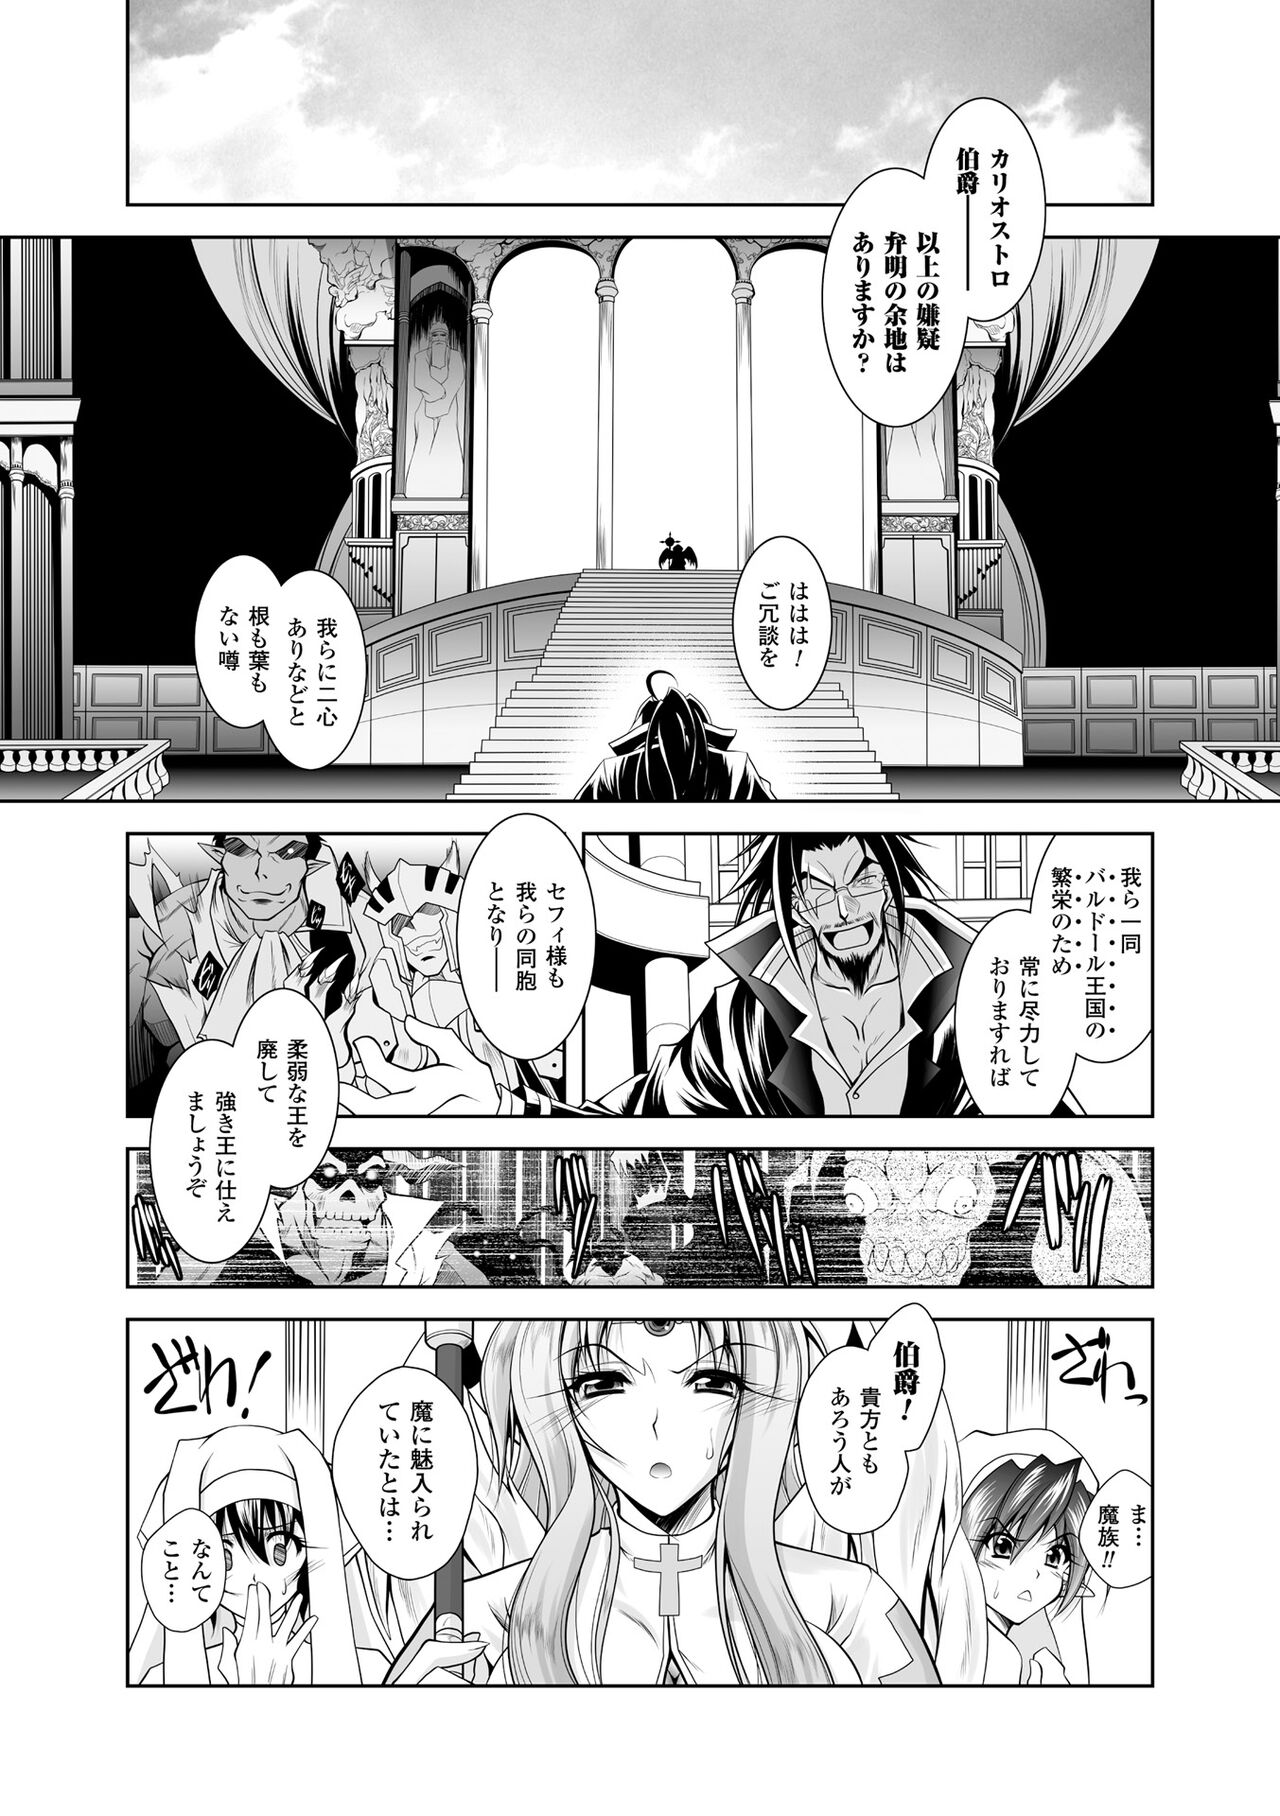 カリオストロ
伯爵――
以上の嫌疑
弁明の余地は
ありますか？
ははは！
ご冗談を
我らに二心
ありなどと
根も葉も
ない噂
我ら一同
バルドール王国の
繁栄のため
常に尽力して
おりますれば
セフィ様も
我らの同胞
となり――
柔弱な王を
廃して
強き王に仕え
ましょうぞ
ざわっ
ま…
魔族!!
伯爵！
貴方とも
あろう人が
魔に魅入られ
ていたとは…
ざわ！
なんて
こと…